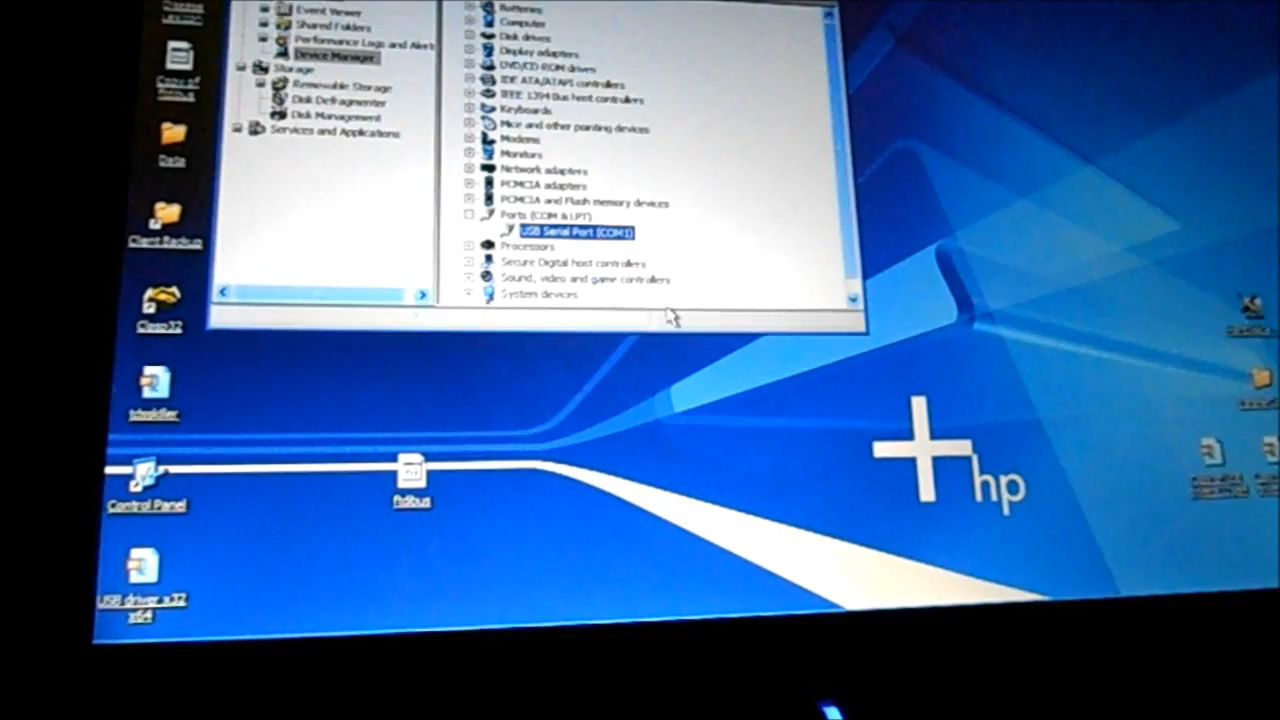 Event Viewer
Shared Folders
Performance Logs and Alerts
Device Manager
Storage
Removable Storage
Disk Defragmenter
Disk Management
Services and Applications
Batteries
Computer
Disk drives
Display adapters
DVD/CD-ROM drives
IDE ATA/ATAPI controllers
IEEE 1394 Bus host controllers
Keyboards
Mice and other pointing devices
Modems
Monitors
Network adapters
PCMCIA adapters
PCMCIA and Flash memory devices
Ports (COM & LPT)
USB Serial Port (COM1)
Processors
Secure Digital host controllers
Sound, video and game controllers
System devices
Copy of
Data
Client Backup
Control Panel
USB driver x32
x64
ftdibus
hp